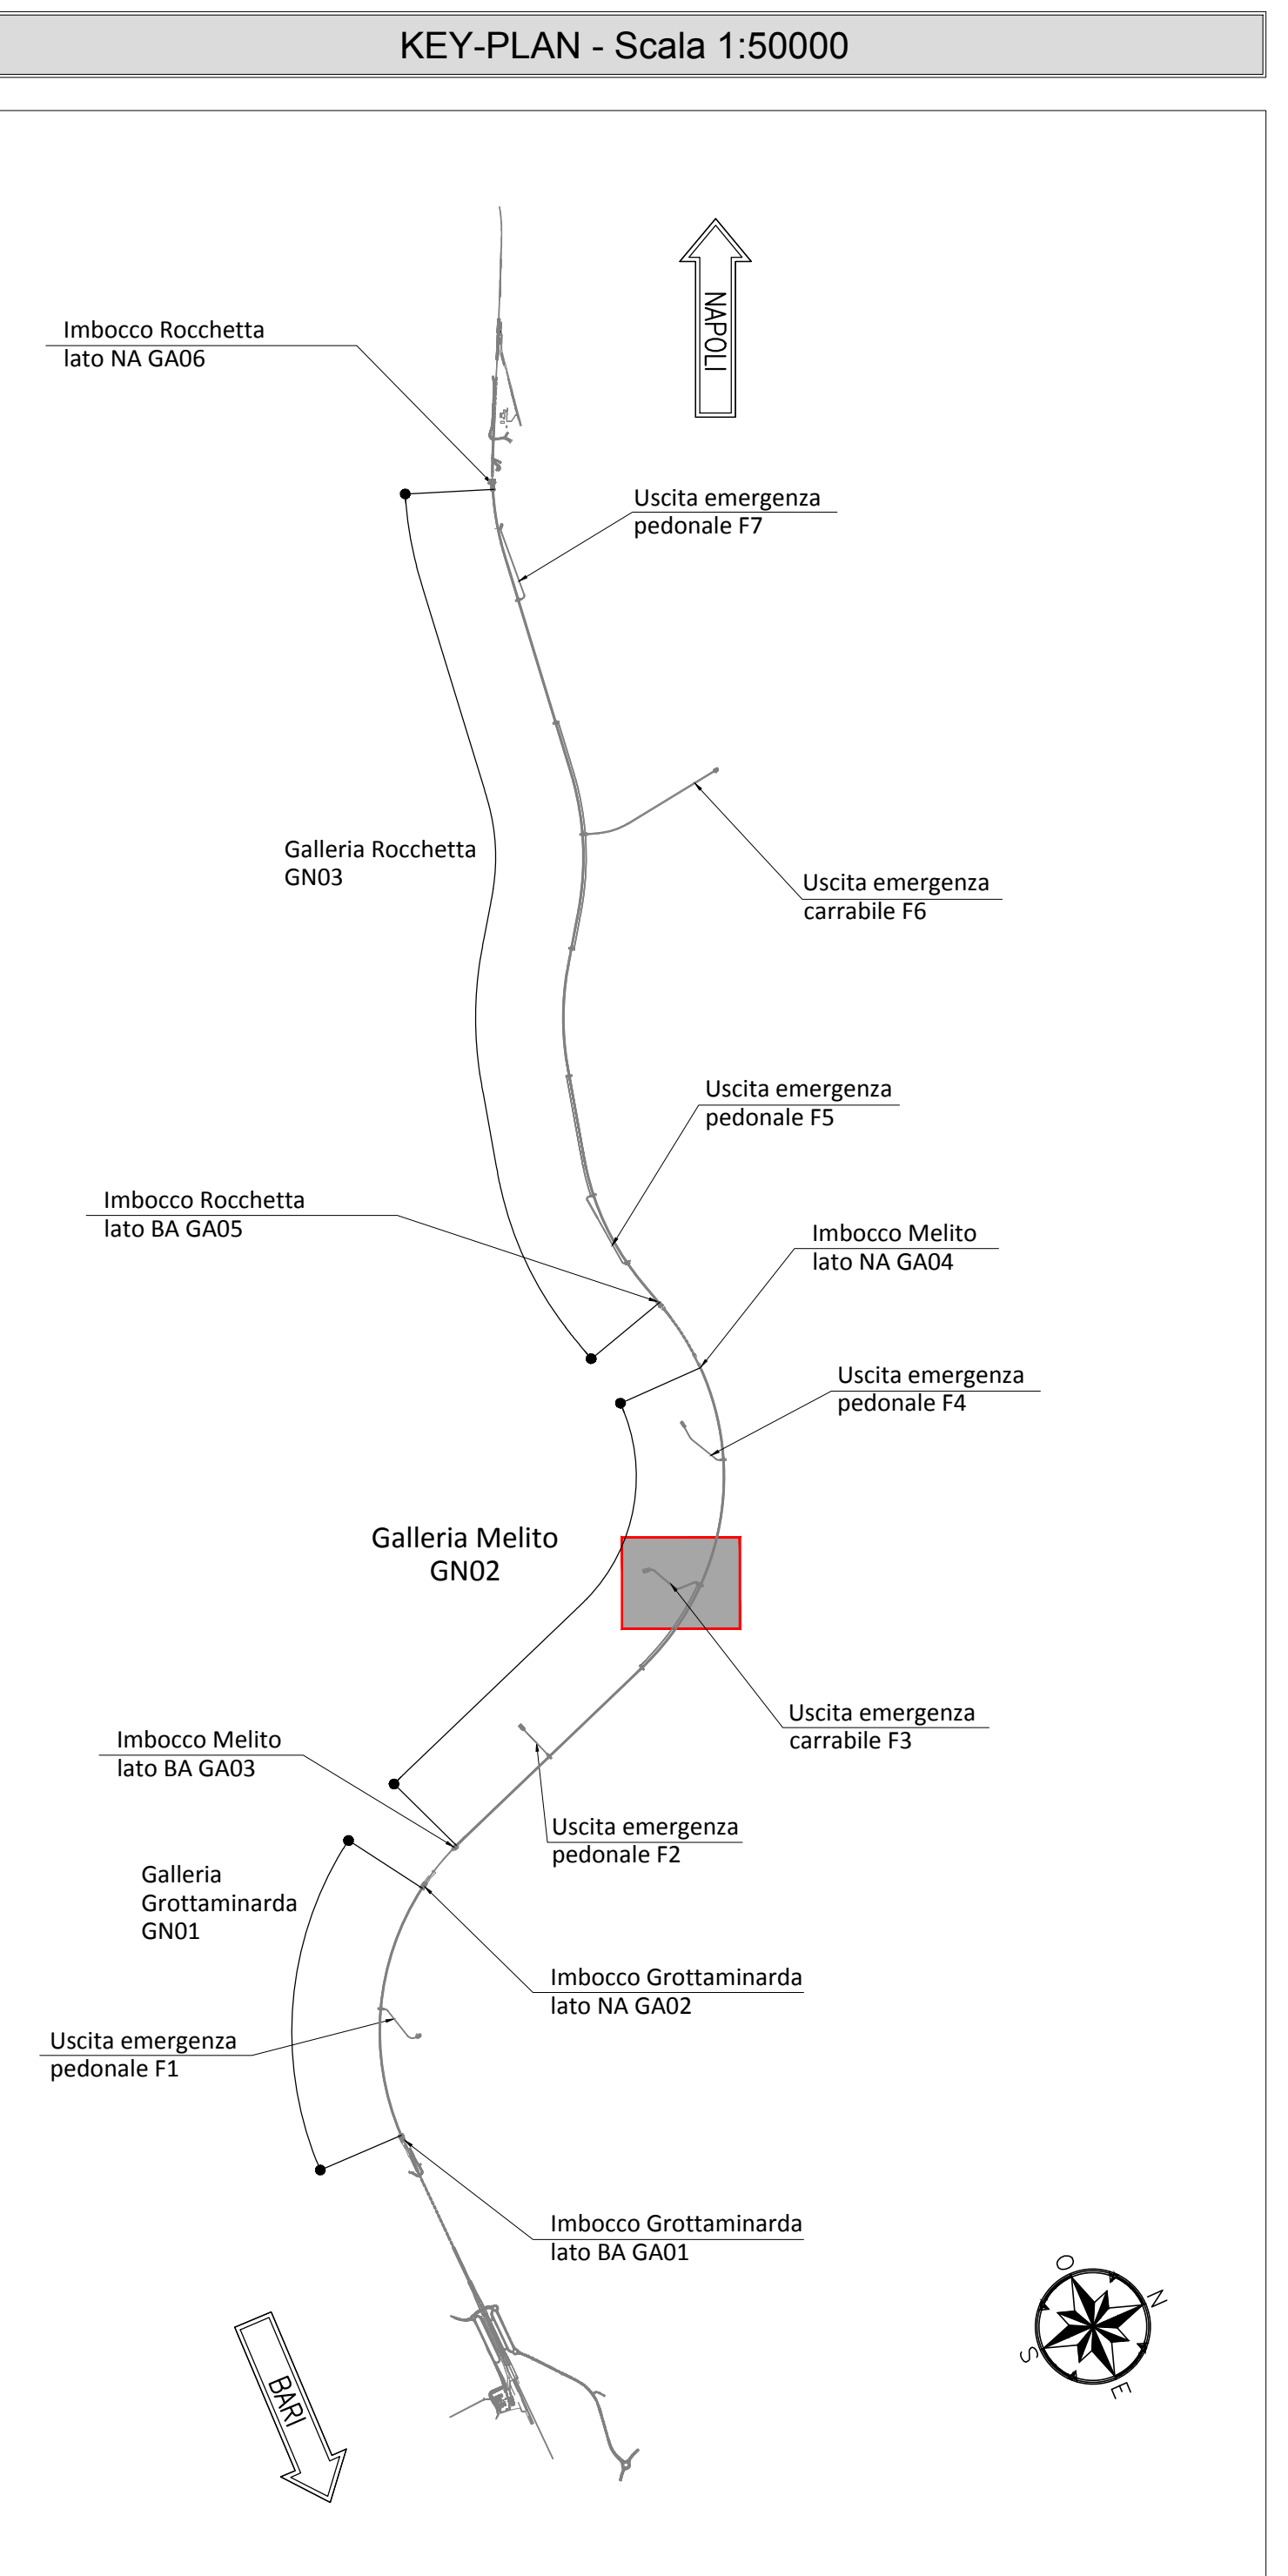 KEY-PLAN - Scala 1:50000
NAPOLI
Imbocco Rocchetta
lato NA GA06
Uscita emergenza
pedonale F7
Galleria Rocchetta
GN03
Uscita emergenza
carrabile F6
Uscita emergenza
pedonale F5
Imbocco Rocchetta
lato BA GA05
Imbocco Melito
lato NA GA04
Uscita emergenza
pedonale F4
Galleria Melito
GN02
Uscita emergenza
carrabile F3
Imbocco Melito
lato BA GA03
Uscita emergenza
pedonale F2
Galleria
Grottaminarda
GN01
Imbocco Grottaminarda
lato NA GA02
Uscita emergenza
pedonale F1
Imbocco Grottaminarda
lato BA GA01
O
N
S
E
BARI